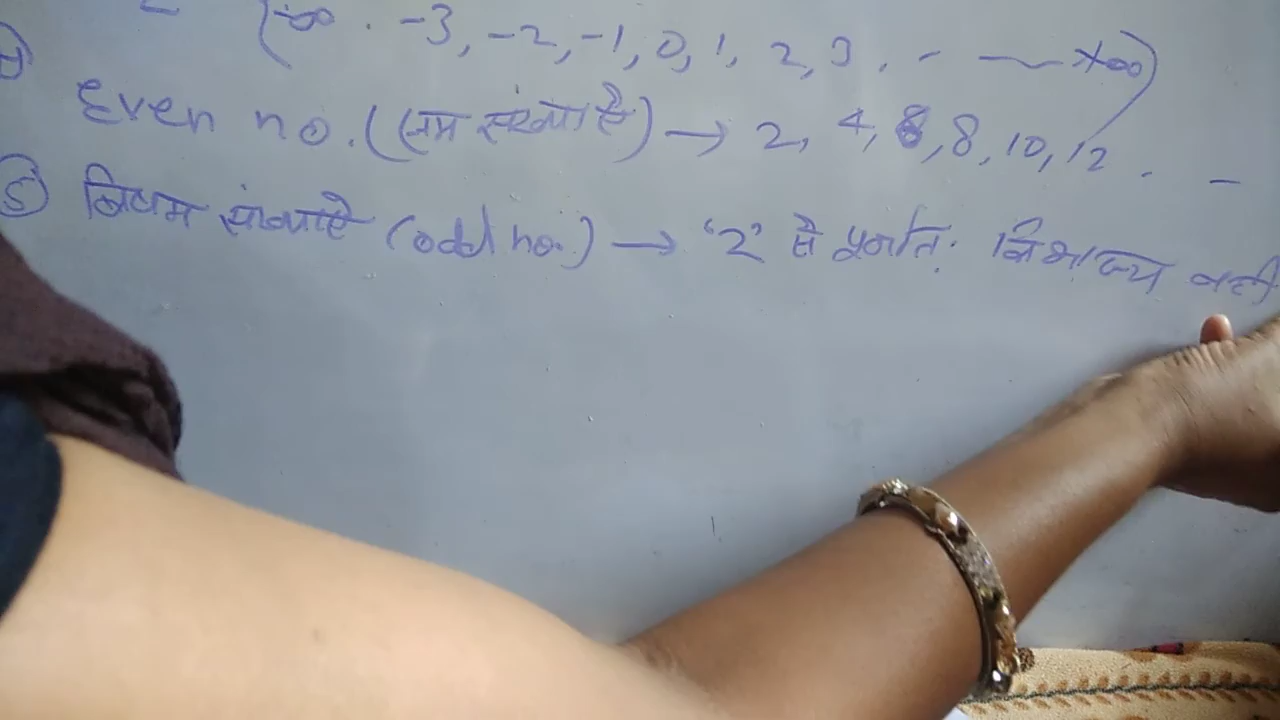 (-∞ . -3, -2, -1, 0, 1, 2, 3 . - — +∞)
Even no. (सम संख्याएँ) → 2, 4, 6, 8, 10, 12 . -
⑤ विषम संख्याएँ (odd no.) → '2' से पूर्णतः विभाज्य नहीं